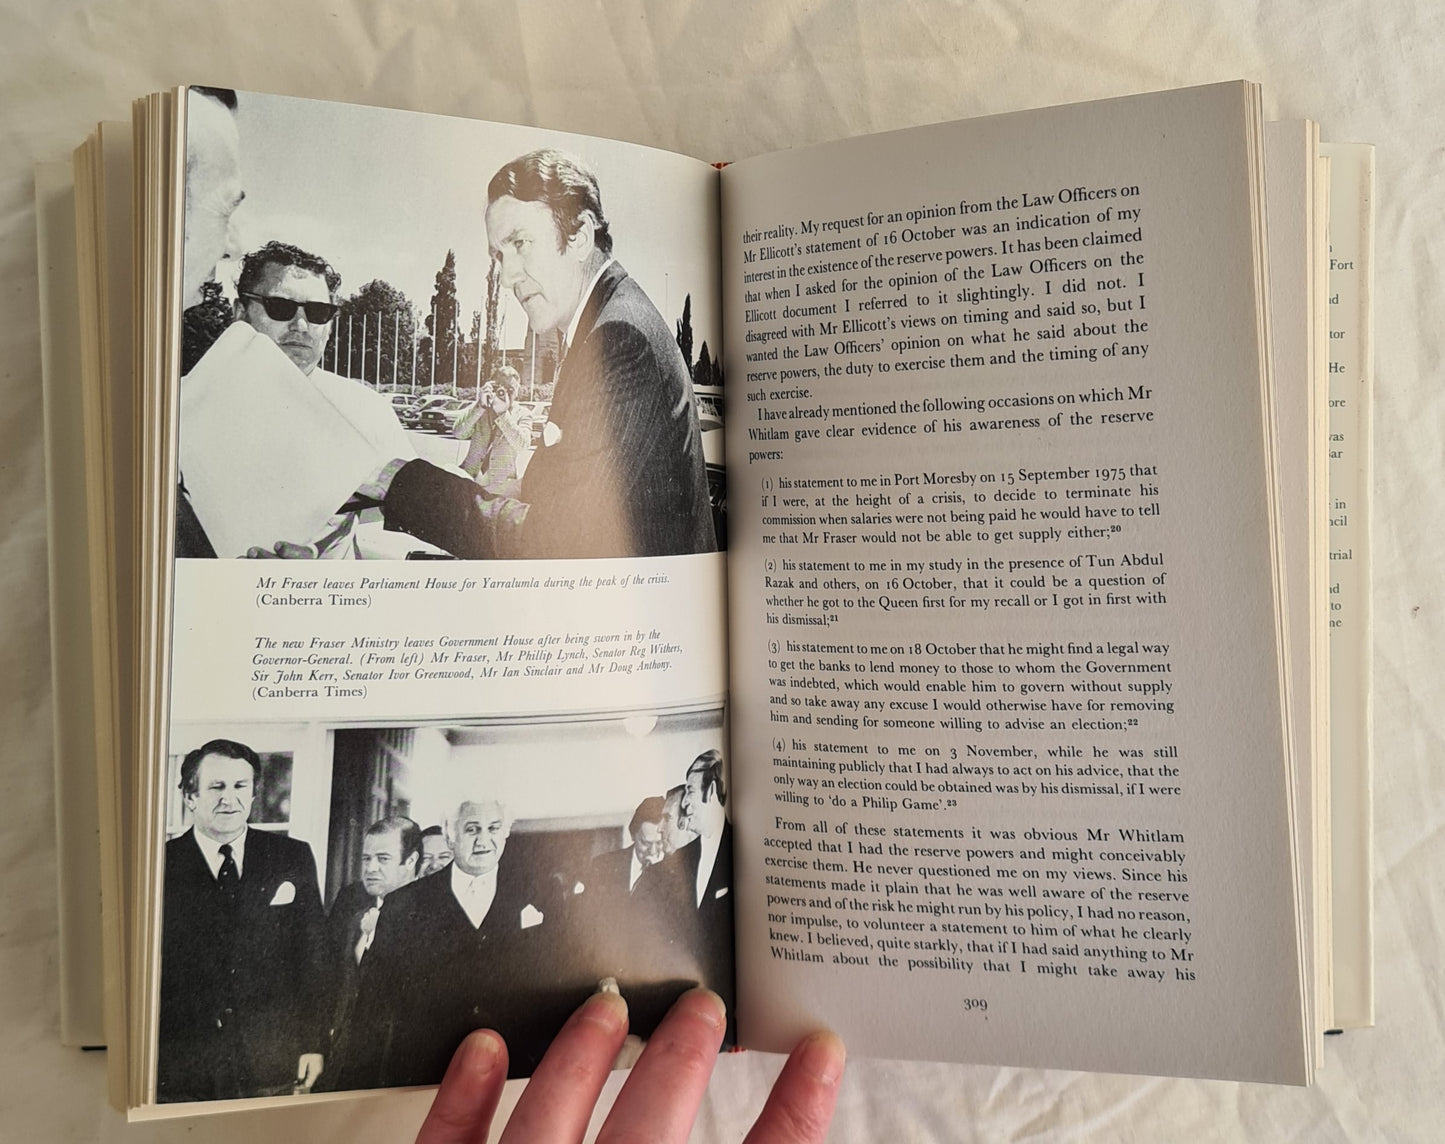 Mr Fraser leaves Parliament House for Yarralumla during the peak of the crisis.
(Canberra Times)
The new Fraser Ministry leaves Government House after being sworn in by the
Governor-General. (From left) Mr Fraser, Mr Phillip Lynch, Senator Reg Withers,
Sir John Kerr, Senator Ivor Greenwood, Mr Ian Sinclair and Mr Doug Anthony.
(Canberra Times)
their reality. My request for an opinion from the Law Officers on
Mr Ellicott's statement of 16 October was an indication of my
interest in the existence of the reserve powers. It has been claimed
that when I asked for the opinion of the Law Officers on the
Ellicott document I referred to it slightingly. I did not. I
disagreed with Mr Ellicott's views on timing and said so, but I
wanted the Law Officers' opinion on what he said about the
reserve powers, the duty to exercise them and the timing of any
such exercise.
I have already mentioned the following occasions on which Mr
Whitlam gave clear evidence of his awareness of the reserve
powers:
(1) his statement to me in Port Moresby on 15 September 1975 that
if I were, at the height of a crisis, to decide to terminate his
commission when salaries were not being paid he would have to tell
me that Mr Fraser would not be able to get supply either;20
(2) his statement to me in my study in the presence of Tun Abdul
Razak and others, on 16 October, that it could be a question of
whether he got to the Queen first for my recall or I got in first with
his dismissal;21
(3) his statement to me on 18 October that he might find a legal way
to get the banks to lend money to those to whom the Government
was indebted, which would enable him to govern without supply
and so take away any excuse I would otherwise have for removing
him and sending for someone willing to advise an election;22
(4) his statement to me on 3 November, while he was still
maintaining publicly that I had always to act on his advice, that the
only way an election could be obtained was by his dismissal, if I were
willing to 'do a Philip Game'.23
From all of these statements it was obvious Mr Whitlam
accepted that I had the reserve powers and might conceivably
exercise them. He never questioned me on my views. Since his
statements made it plain that he was well aware of the reserve
powers and of the risk he might run by his policy, I had no reason,
nor impulse, to volunteer a statement to him of what he clearly
knew. I believed, quite starkly, that if I had said anything to Mr
Whitlam about the possibility that I might take away his
309
Fort
He
in
to